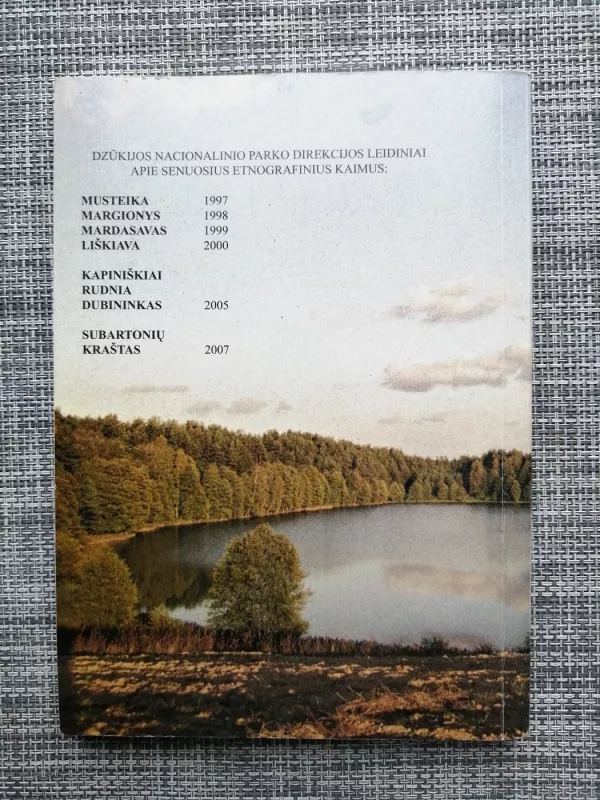 DZŪKIJOS NACIONALINIO PARKO DIREKCIJOS LEIDINIAI
APIE SENUOSIUS ETNOGRAFINIUS KAIMUS:
MUSTEIKA 1997
MARGIONYS 1998
MARDASAVAS 1999
LIŠKIAVA 2000
KAPINIŠKIAI
RUDNIA
DUBININKAS 2005
SUBARTONIŲ
KRAŠTAS 2007